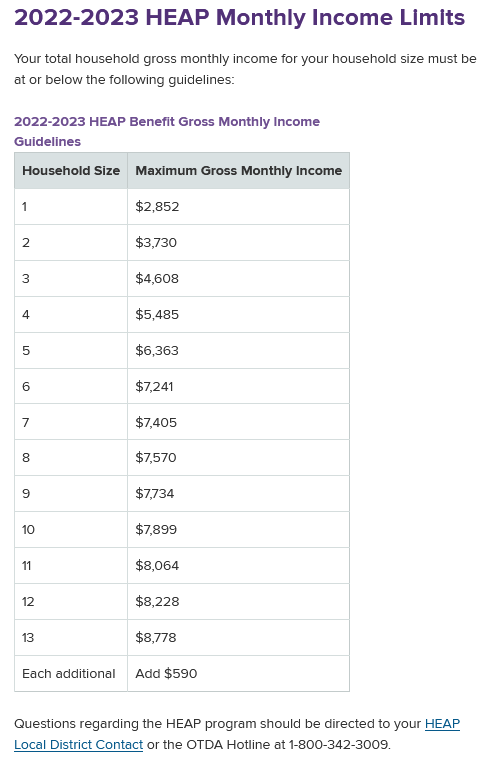 2022-2023 HEAP Monthly Income Limits
Your total household gross monthly income for your household size must be
at or below the following guidelines:
2022-2023 HEAP Benefit Gross Monthly Income
Guidelines
Household Size Maximum Gross Monthly Income
1 $2,852
2 $3,730
3 $4,608
4 $5,485
5 $6,363
6 $7,241
7 $7,405
8 $7,570
9 $7,734
10 $7,899
11 $8,064
12 $8,228
13 $8,778
Each additional Add $590
Questions regarding the HEAP program should be directed to your HEAP
Local District Contact or the OTDA Hotline at 1-800-342-3009.